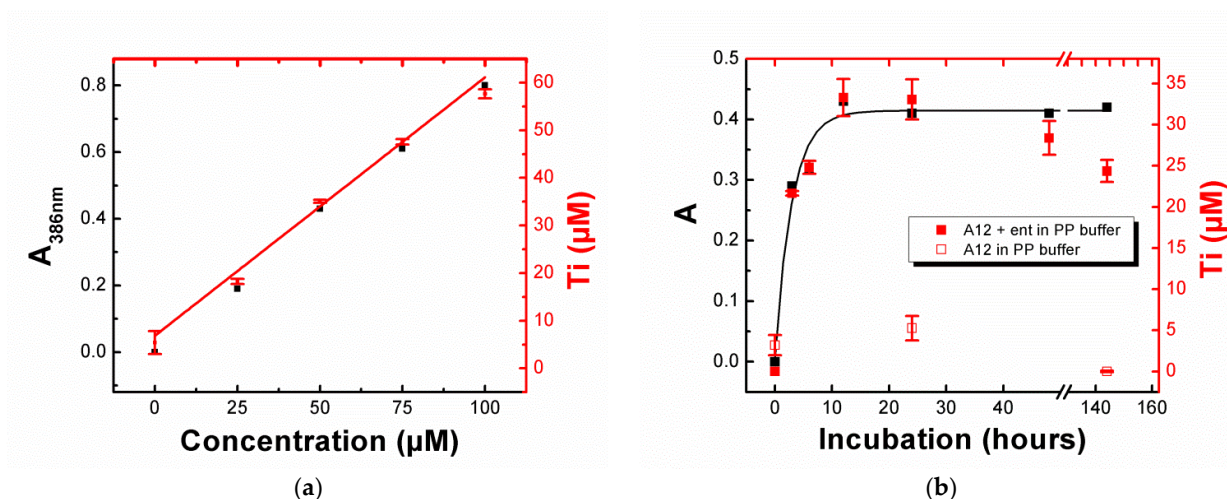 A386nm
0.8
0.6
0.4
0.2
0.0
60
50
40
30
20
10
0
Ti (µM)
0 25 50 75 100
Concentration (µM)
(a)
A
0.5
0.4
0.3
0.2
0.1
0.0
A12 + ent in PP buffer
A12 in PP buffer
35
30
25
20
15
10
5
0
Ti (µM)
0 20 40 140 160
Incubation (hours)
(b)